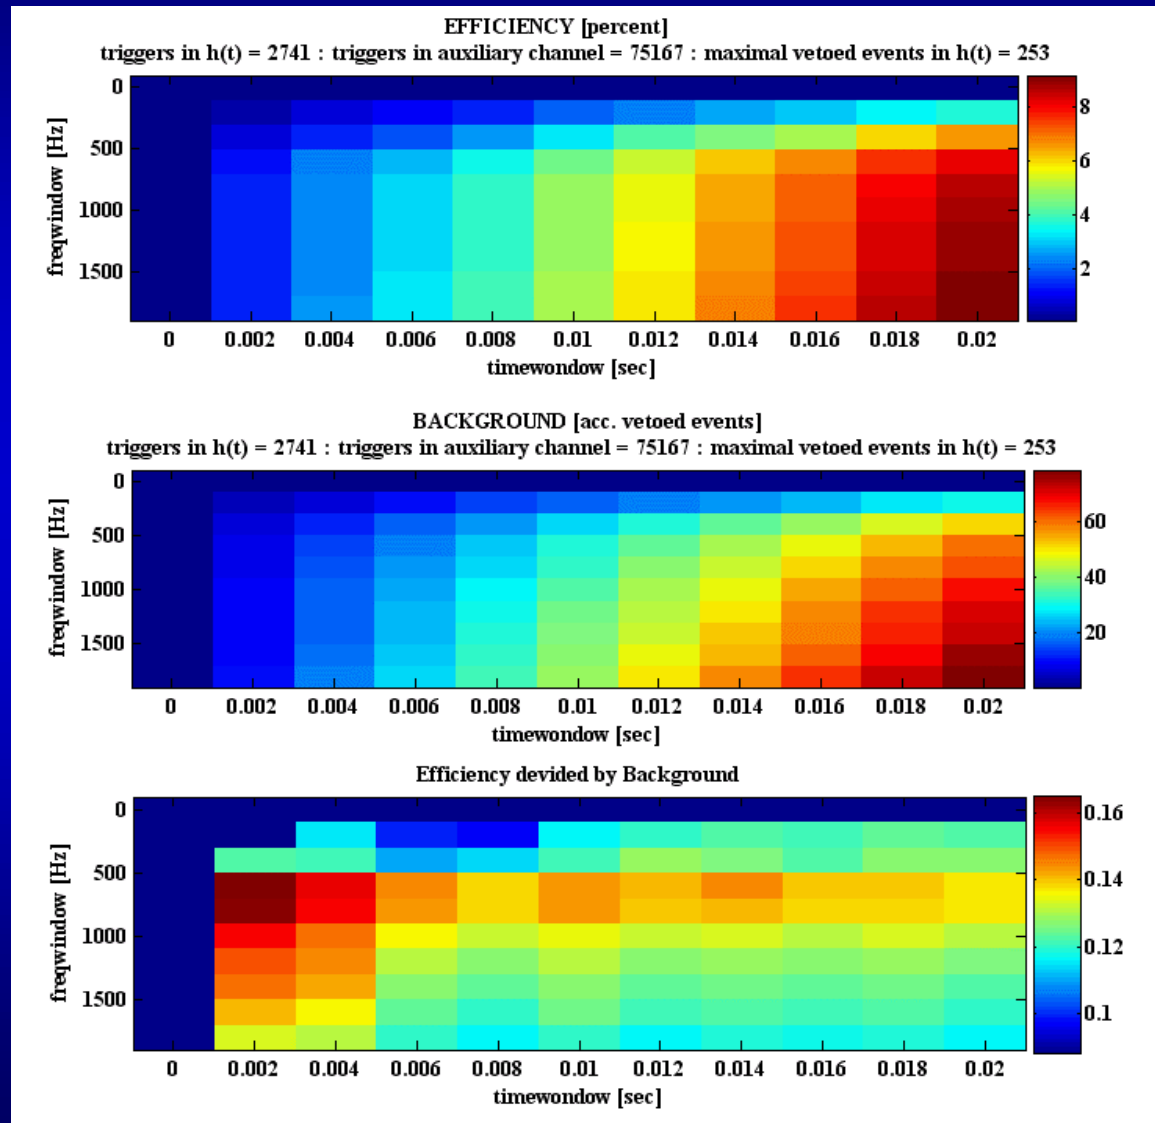 EFFICIENCY [percent]
triggers in h(t) = 2741 : triggers in auxiliary channel = 75167 : maximal vetoed events in h(t) = 253
freqwindow [Hz]
0
500
1000
1500
8
6
4
2
0 0.002 0.004 0.006 0.008 0.01 0.012 0.014 0.016 0.018 0.02
timewondow [sec]
BACKGROUND [acc. vetoed events]
triggers in h(t) = 2741 : triggers in auxiliary channel = 75167 : maximal vetoed events in h(t) = 253
freqwindow [Hz]
0
500
1000
1500
60
40
20
0 0.002 0.004 0.006 0.008 0.01 0.012 0.014 0.016 0.018 0.02
timewondow [sec]
Efficiency devided by Background
freqwindow [Hz]
0
500
1000
1500
0.16
0.14
0.12
0.1
0 0.002 0.004 0.006 0.008 0.01 0.012 0.014 0.016 0.018 0.02
timewondow [sec]